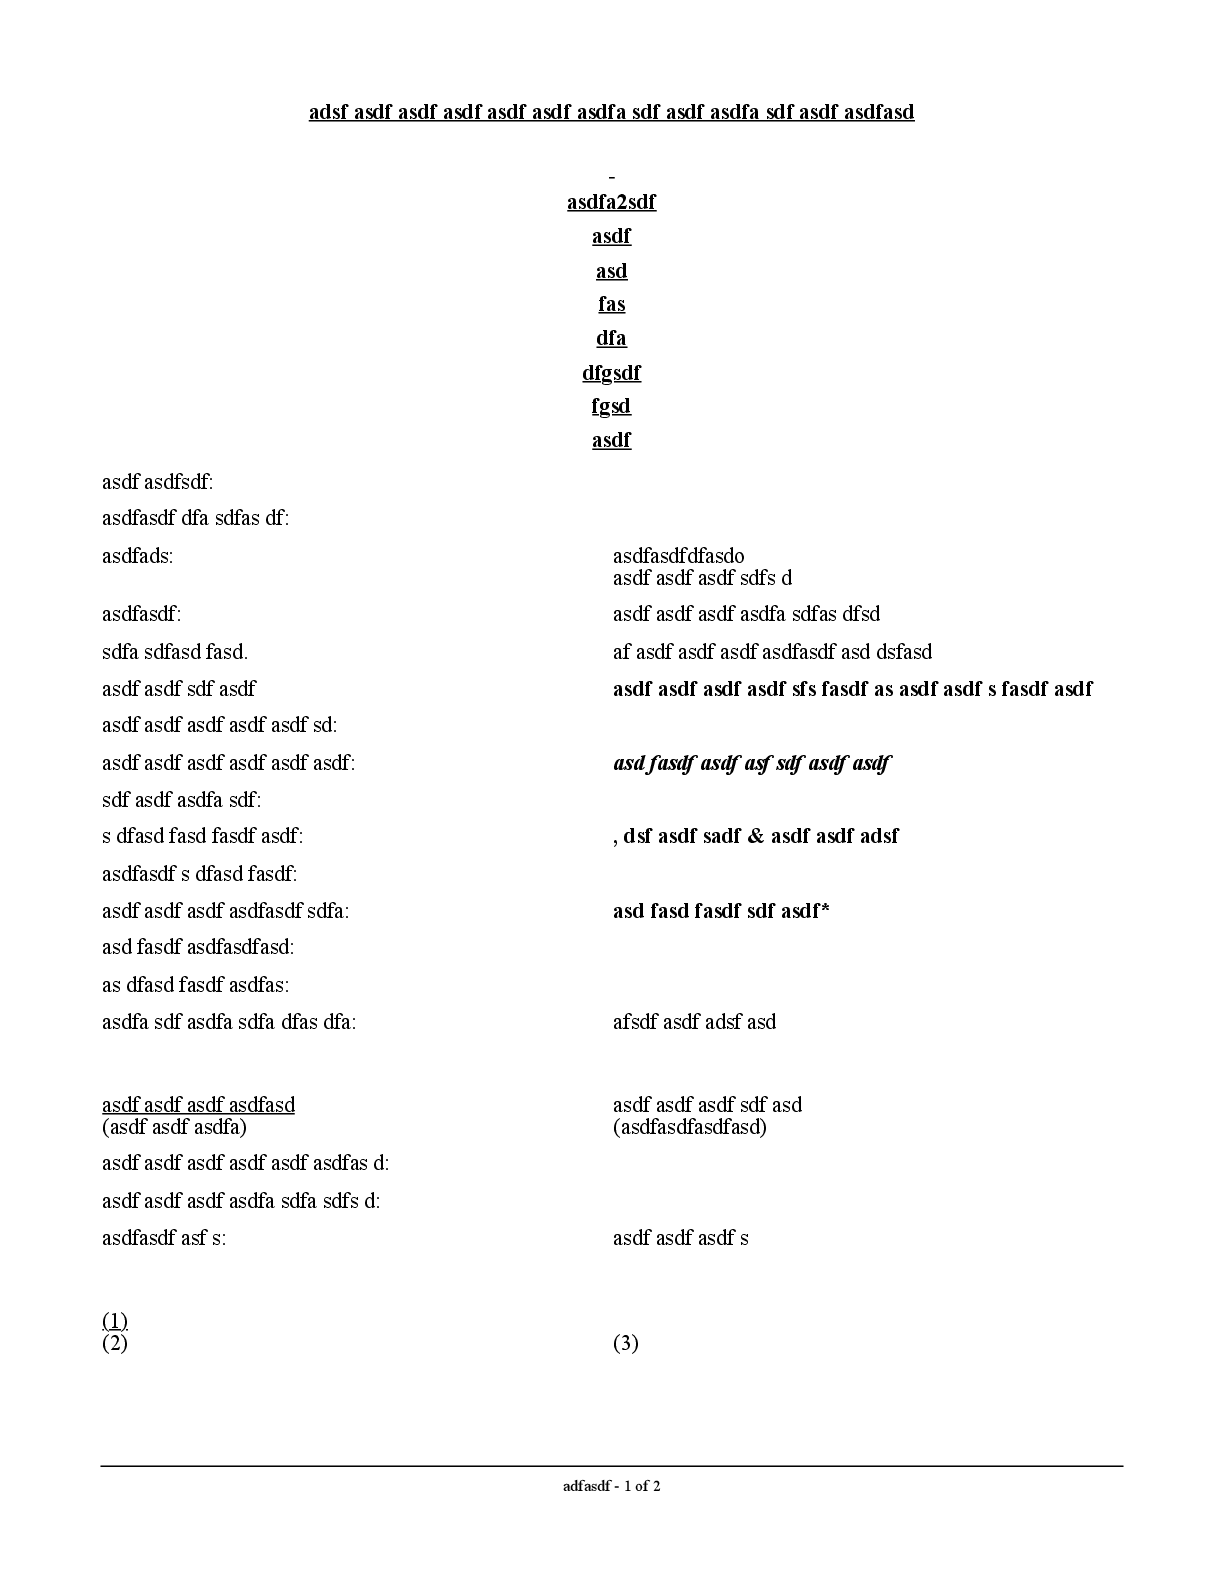 adsf asdf asdf asdf asdf asdf asdfa sdf asdf asdfa sdf asdf asdfasd
-
asdfa2sdf
asdf
asd
fas
dfa
dfgsdf
fgsd
asdf
asdf asdfsdf:
asdfasdf dfa sdfas df:
asdfads: asdfasdfdfasdo
asdf asdf asdf sdfs d
asdfasdf: asdf asdf asdf asdfa sdfas dfsd
sdfa sdfasd fasd. af asdf asdf asdf asdfasdf asd dsfasd
asdf asdf sdf asdf asdf asdf asdf asdf sfs fasdf as asdf asdf s fasdf asdf
asdf asdf asdf asdf asdf sd:
asdf asdf asdf asdf asdf asdf: asd fasdf asdf asf sdf asdf asdf
sdf asdf asdfa sdf:
s dfasd fasd fasdf asdf: , dsf asdf sadf & asdf asdf adsf
asdfasdf s dfasd fasdf:
asdf asdf asdf asdfasdf sdfa: asd fasd fasdf sdf asdf*
asd fasdf asdfasdfasd:
as dfasd fasdf asdfas:
asdfa sdf asdfa sdfa dfas dfa: afsdf asdf adsf asd
asdf asdf asdf asdfasd asdf asdf asdf sdf asd
(asdf asdf asdfa) (asdfasdfasdfasd)
asdf asdf asdf asdf asdf asdfas d:
asdf asdf asdf asdfa sdfa sdfs d:
asdfasdf asf s: asdf asdf asdf s
(1)
(2) (3)
adfasdf - 1 of 2